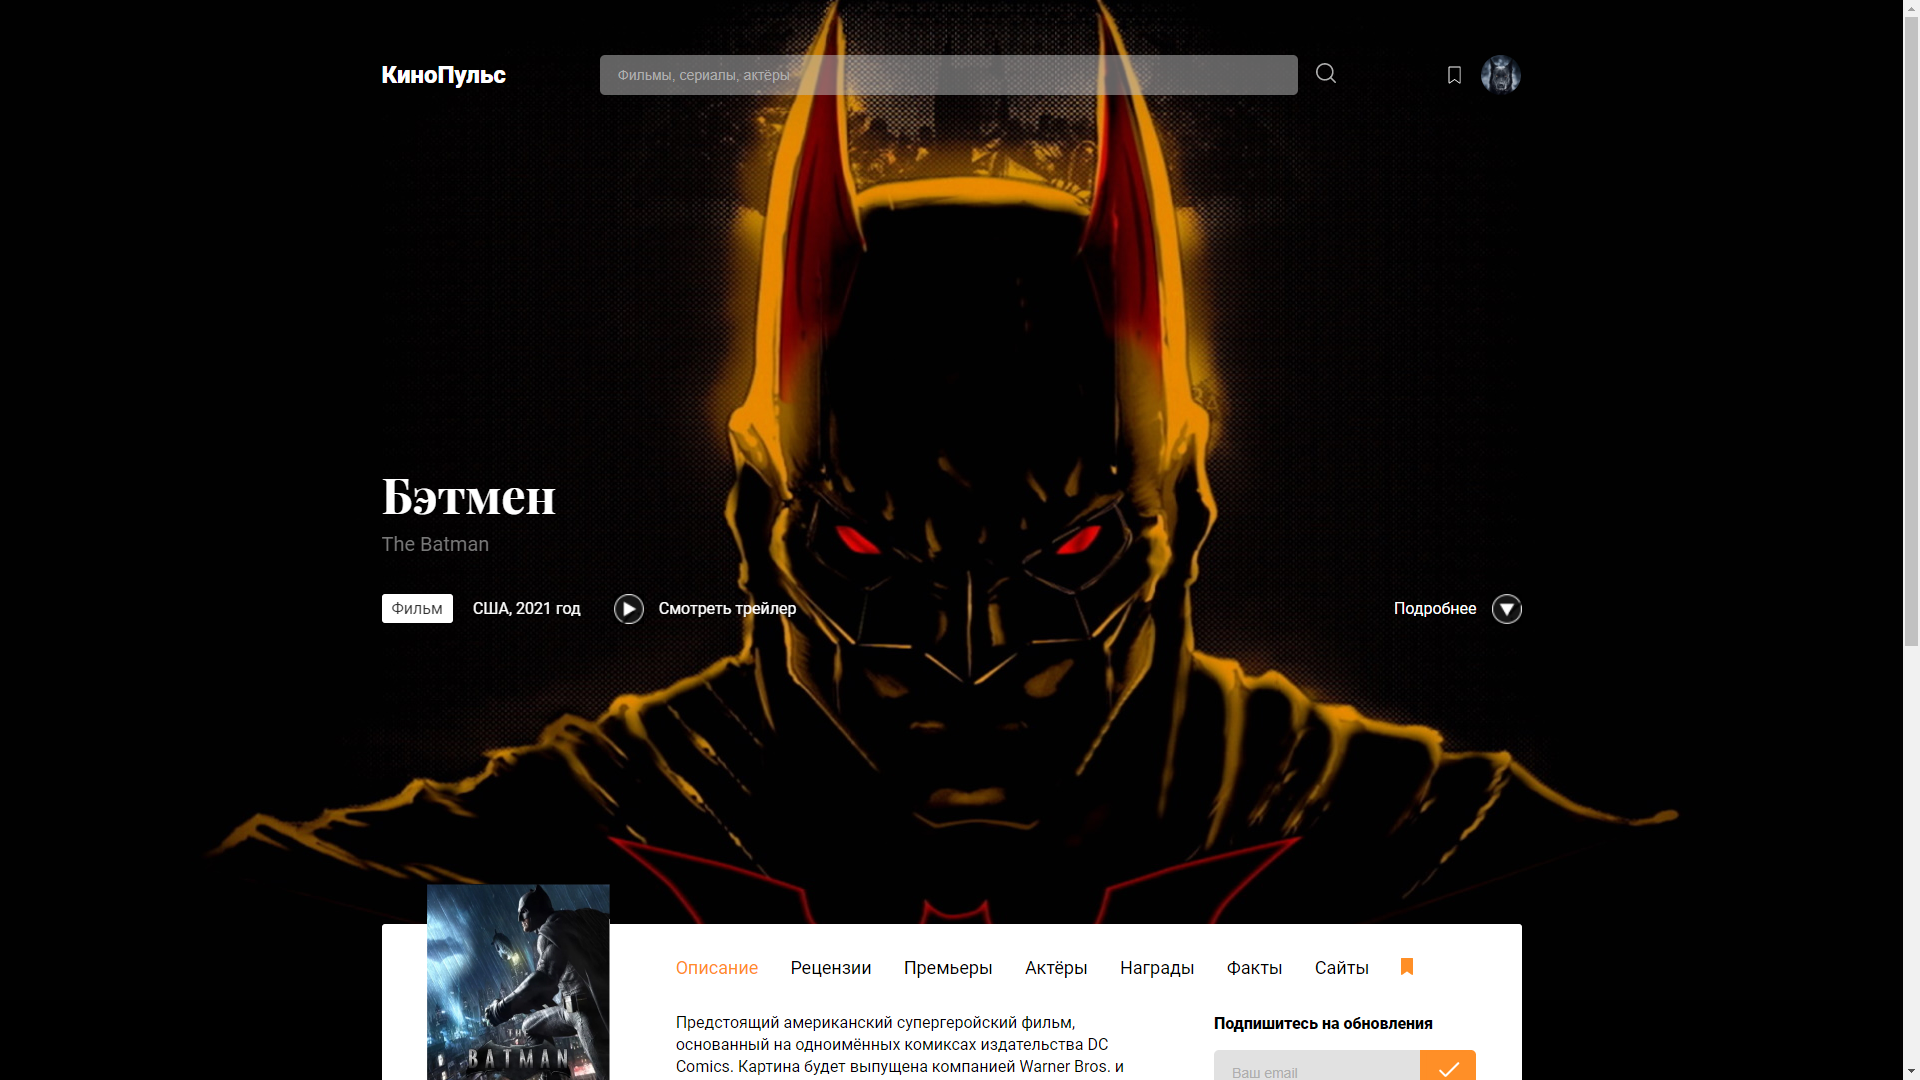 КиноПульс
Фильмы, сериалы, актёры
Бэтмен
The Batman
Фильм США, 2021 год Смотреть трейлер Подробнее
Описание Рецензии Премьеры Актёры Награды Факты Сайты
Предстоящий американский супергеройский фильм,
основанный на одноимённых комиксах издательства DC
Comics. Картина будет выпущена компанией Warner Bros. и
Подпишитесь на обновления
Ваш email
THE
BATMAN